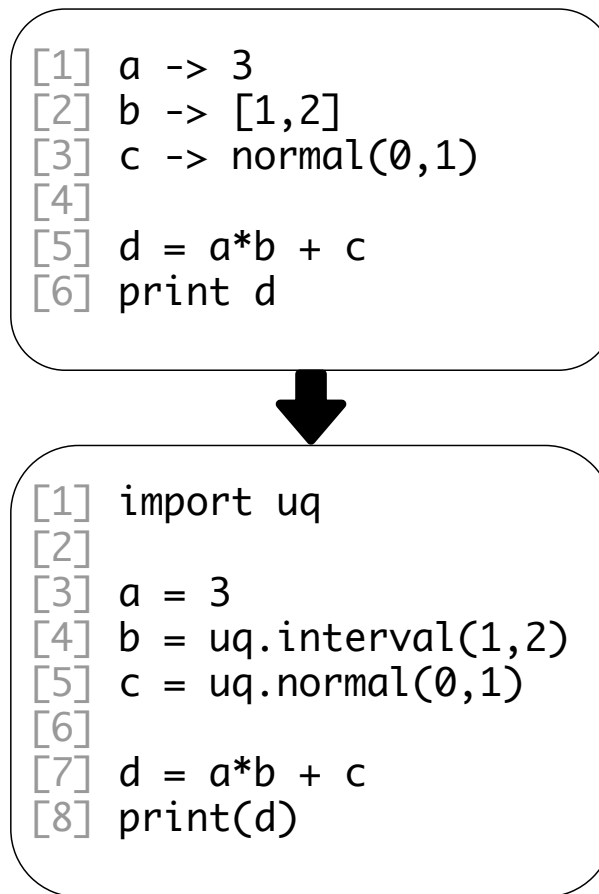 [1] a -> 3
[2] b -> [1,2]
[3] c -> normal(0,1)
[4]
[5] d = a*b + c
[6] print d
[1] import uq
[2]
[3] a = 3
[4] b = uq.interval(1,2)
[5] c = uq.normal(0,1)
[6]
[7] d = a*b + c
[8] print(d)